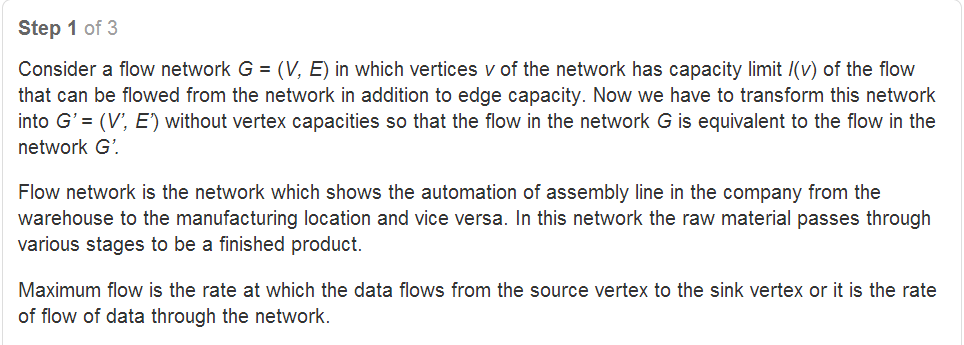 Step 1 of 3
Consider a flow network G = (V, E) in which vertices v of the network has capacity limit l(v) of the flow
that can be flowed from the network in addition to edge capacity. Now we have to transform this network
into G’ = (V’, E’) without vertex capacities so that the flow in the network G is equivalent to the flow in the
network G’.
Flow network is the network which shows the automation of assembly line in the company from the
warehouse to the manufacturing location and vice versa. In this network the raw material passes through
various stages to be a finished product.
Maximum flow is the rate at which the data flows from the source vertex to the sink vertex or it is the rate
of flow of data through the network.